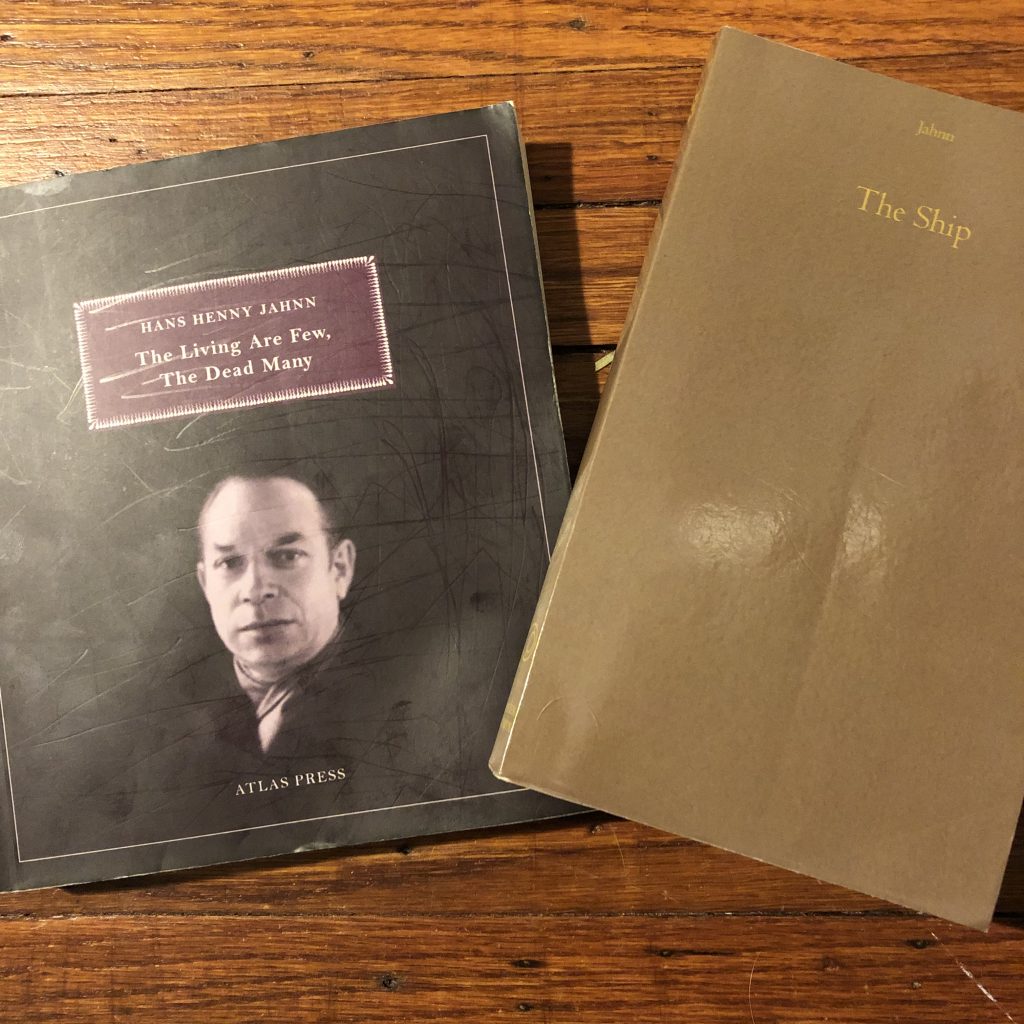 HANS HENNY JAHNN
The Living Are Few,
The Dead Many
ATLAS PRESS
Jahnn
The Ship